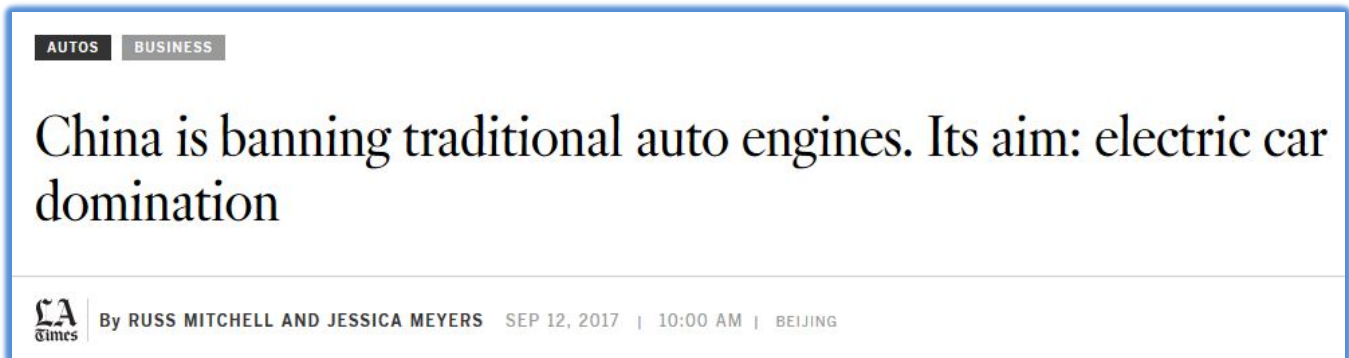 AUTOS BUSINESS
China is banning traditional auto engines. Its aim: electric car
domination
LA
Times
By RUSS MITCHELL AND JESSICA MEYERS SEP 12, 2017 | 10:00 AM | BEIJING